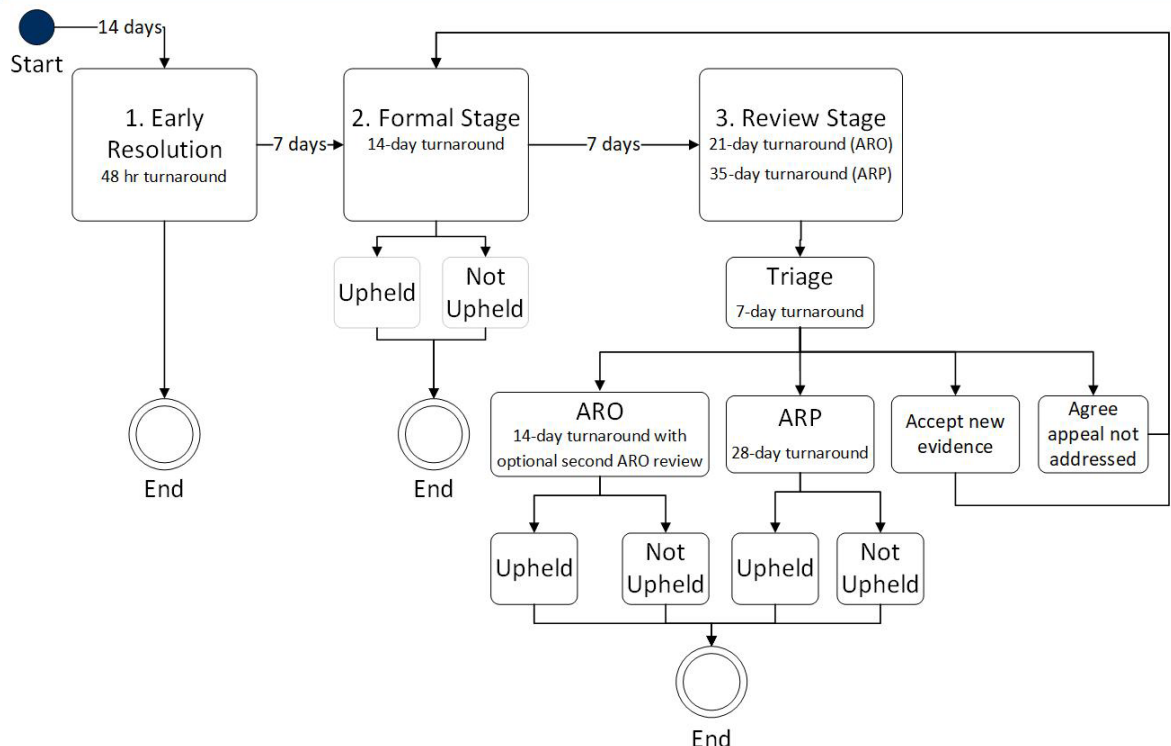 14 days
Start
1. Early
Resolution
48 hr turnaround
7 days
2. Formal Stage
14-day turnaround
7 days
3. Review Stage
21-day turnaround (ARO)
35-day turnaround (ARP)
Upheld
Not
Upheld
Triage
7-day turnaround
End
End
ARO
14-day turnaround with
optional second ARO review
ARP
28-day turnaround
Accept new
evidence
Agree
appeal not
addressed
Upheld
Not
Upheld
Upheld
Not
Upheld
End